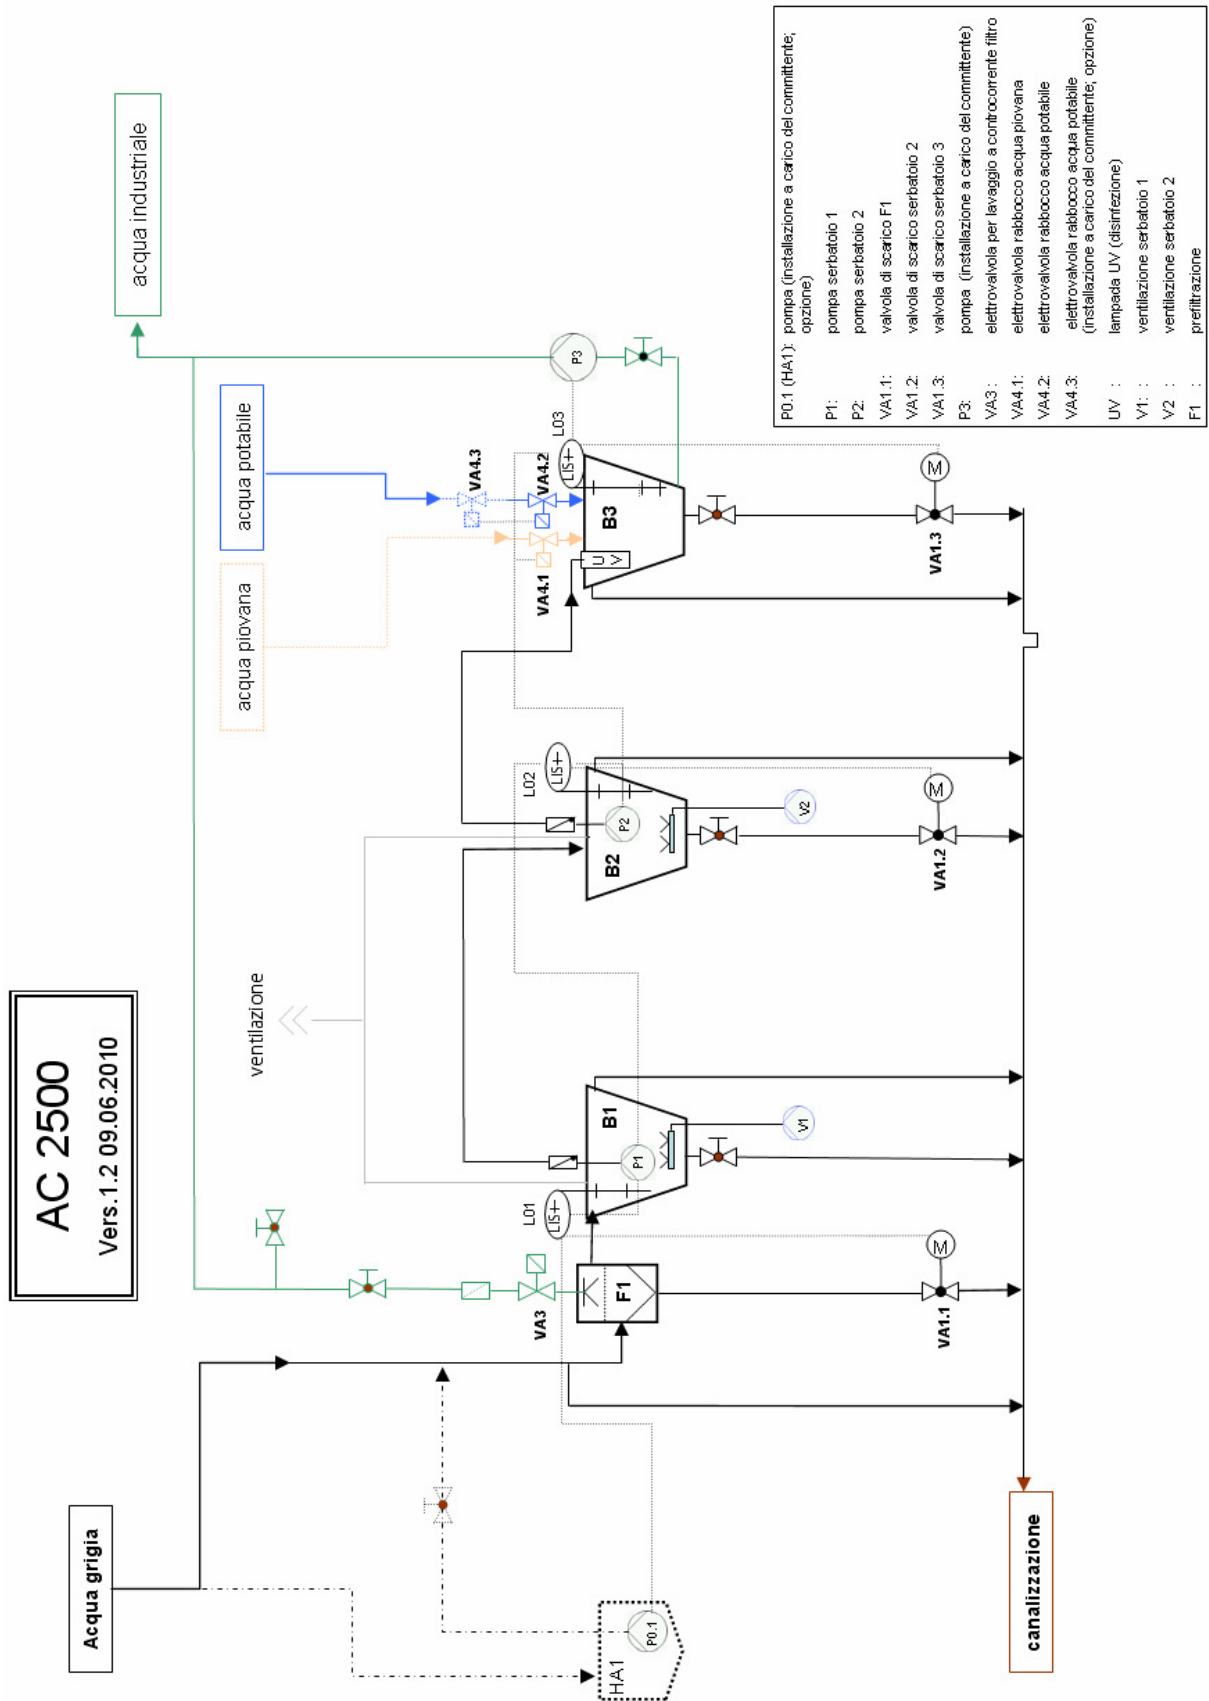 AC 2500
Vers.1.2 09.06.2010
Acqua grigia
ventilazione
acqua piovana
acqua potabile
acqua industriale
HA1
P0.1
VA3
F1
VA1.1
M
L01
LIS+
P1
B1
V1
L02
LIS+
P2
B2
V2
VA1.2
M
VA4.1
VA4.3
VA4.2
U
V
B3
L03
LIS+
P3
VA1.3
M
canalizzazione
P0.1 (HA1): pompa (installazione a carico del committente;
opzione)
P1: pompa serbatoio 1
P2: pompa serbatoio 2
VA1.1: valvola di scarico F1
VA1.2: valvola di scarico serbatoio 2
VA1.3: valvola di scarico serbatoio 3
P3: pompa (installazione a carico del committente)
VA3 : elettrovalvola per lavaggio a controcorrente filtro
VA4.1: elettrovalvola rabbocco acqua piovana
VA4.2: elettrovalvola rabbocco acqua potabile
VA4.3: elettrovalvola rabbocco acqua potabile
(installazione a carico del committente; opzione)
UV : lampada UV (disinfezione)
V1: : ventilazione serbatoio 1
V2 : ventilazione serbatoio 2
F1 : prefiltrazione